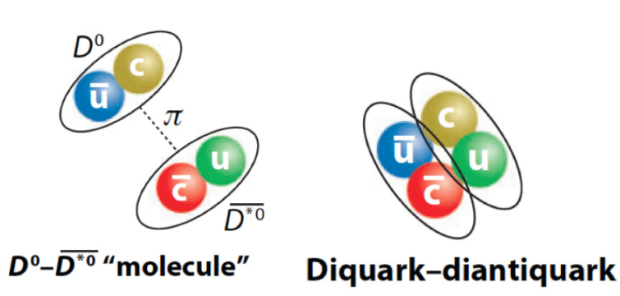 D⁰
c
c
ū
π
ū
u
u
c̄
c̄
D̅*⁰
D⁰–D̅*⁰ “molecule”
Diquark–diantiquark